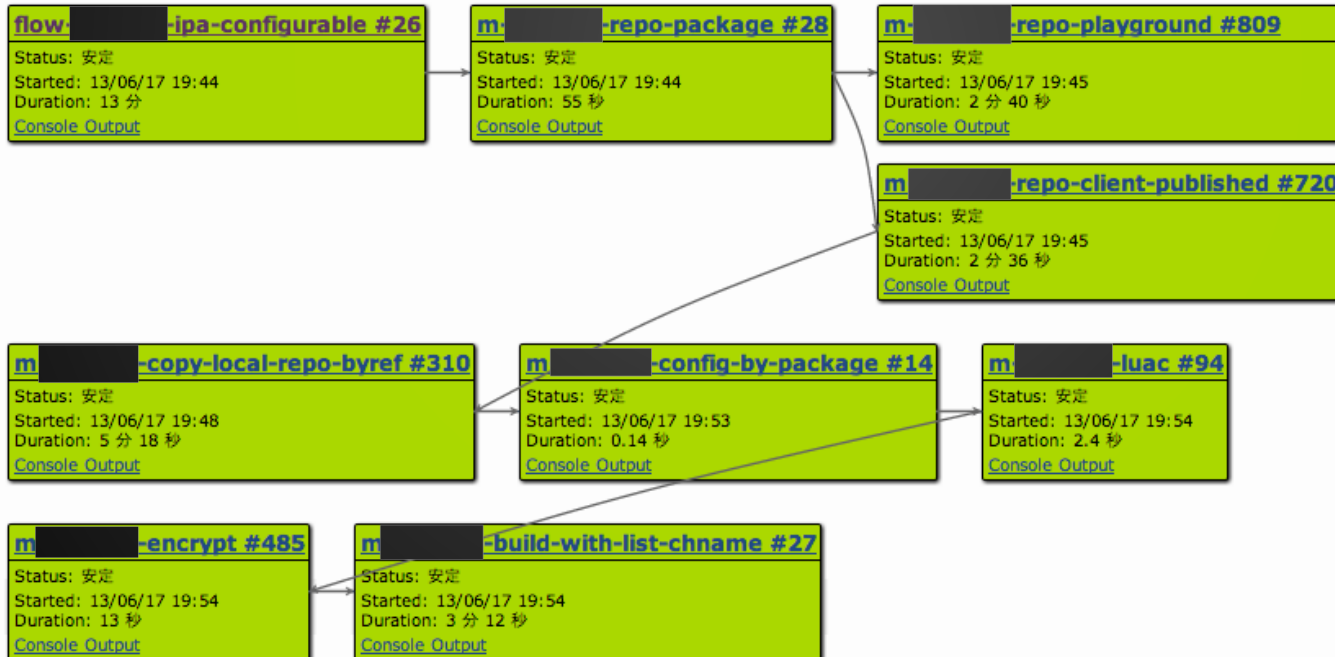 flow- -ipa-configurable #26
Status: 安定
Started: 13/06/17 19:44
Duration: 13 分
Console Output
m- -repo-package #28
Status: 安定
Started: 13/06/17 19:44
Duration: 55 秒
Console Output
m- -repo-playground #809
Status: 安定
Started: 13/06/17 19:45
Duration: 2 分 40 秒
Console Output
m -repo-client-published #720
Status: 安定
Started: 13/06/17 19:45
Duration: 2 分 36 秒
Console Output
m -copy-local-repo-byref #310
Status: 安定
Started: 13/06/17 19:48
Duration: 5 分 18 秒
Console Output
m -config-by-package #14
Status: 安定
Started: 13/06/17 19:53
Duration: 0.14 秒
Console Output
m- -luac #94
Status: 安定
Started: 13/06/17 19:54
Duration: 2.4 秒
Console Output
m -encrypt #485
Status: 安定
Started: 13/06/17 19:54
Duration: 13 秒
Console Output
m -build-with-list-chname #27
Status: 安定
Started: 13/06/17 19:54
Duration: 3 分 12 秒
Console Output